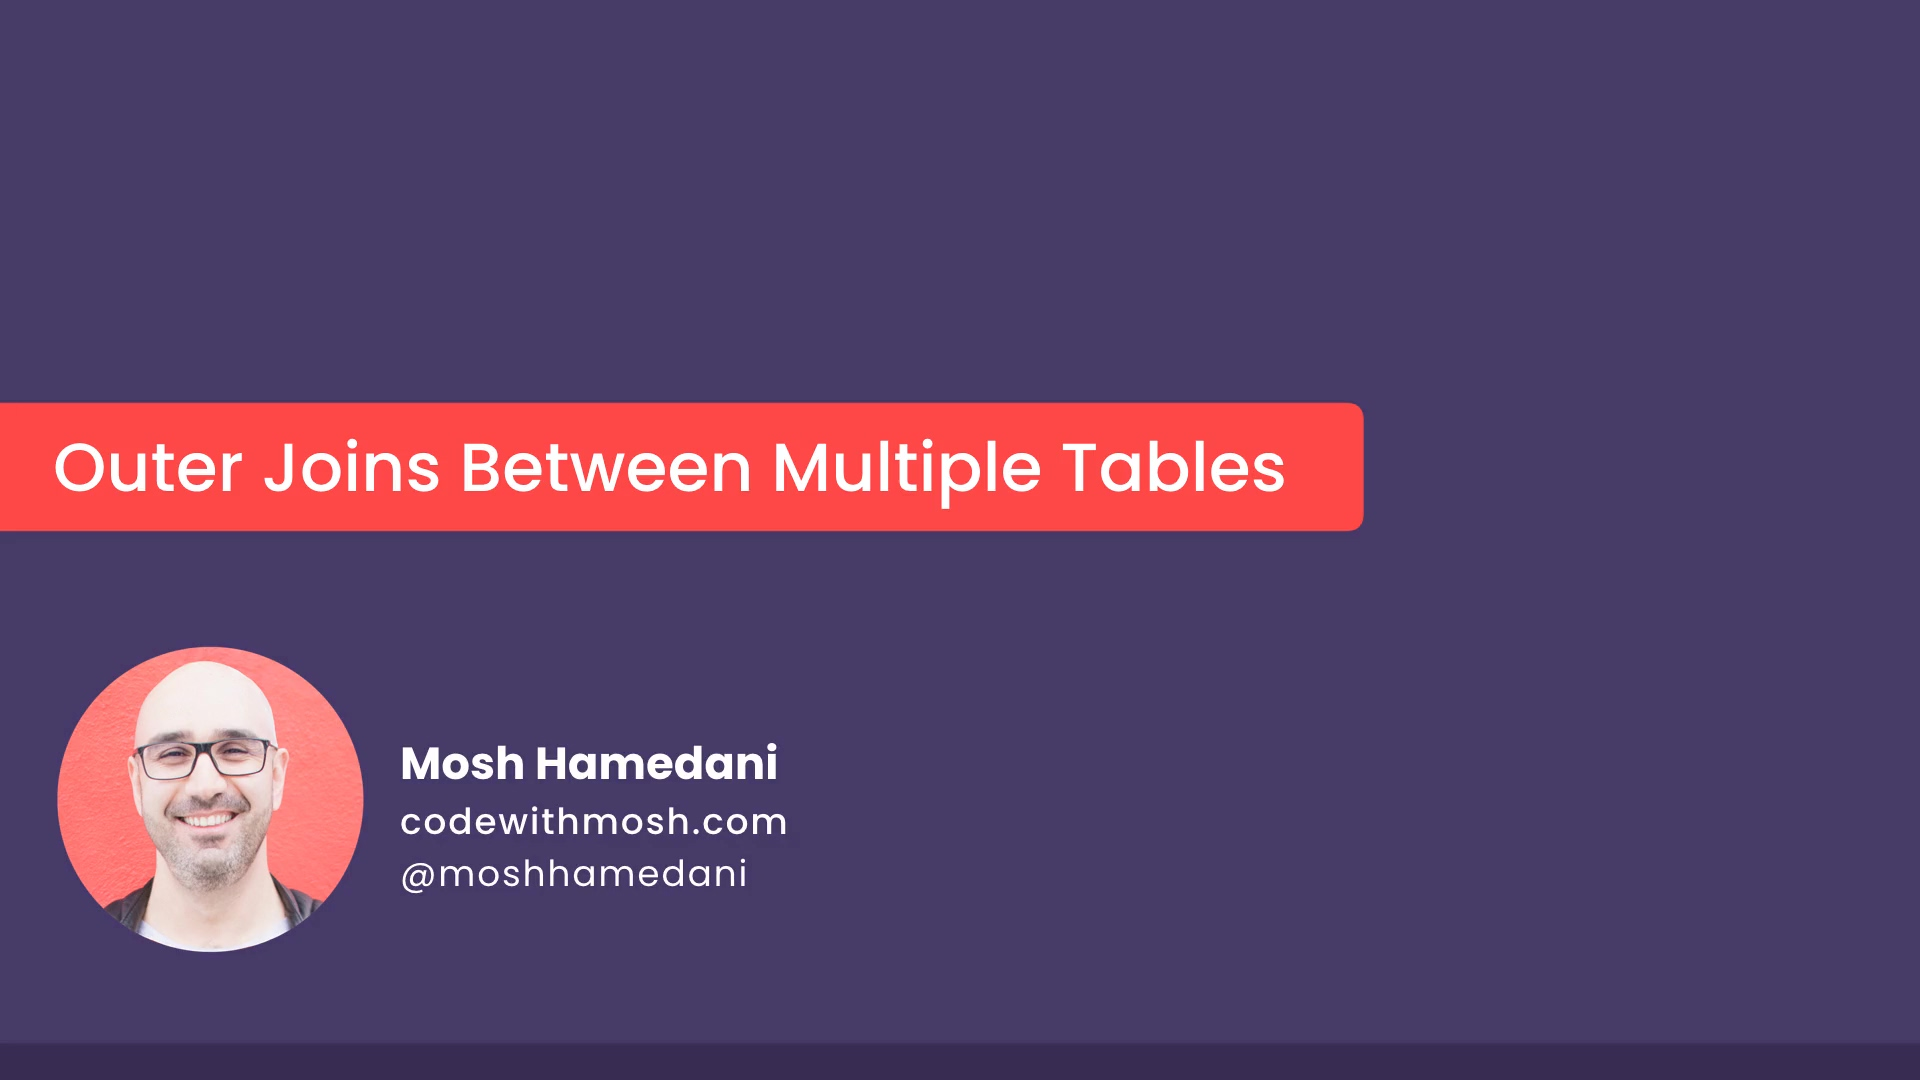 Outer Joins Between Multiple Tables
Mosh Hamedani
codewithmosh.com
@moshhamedani